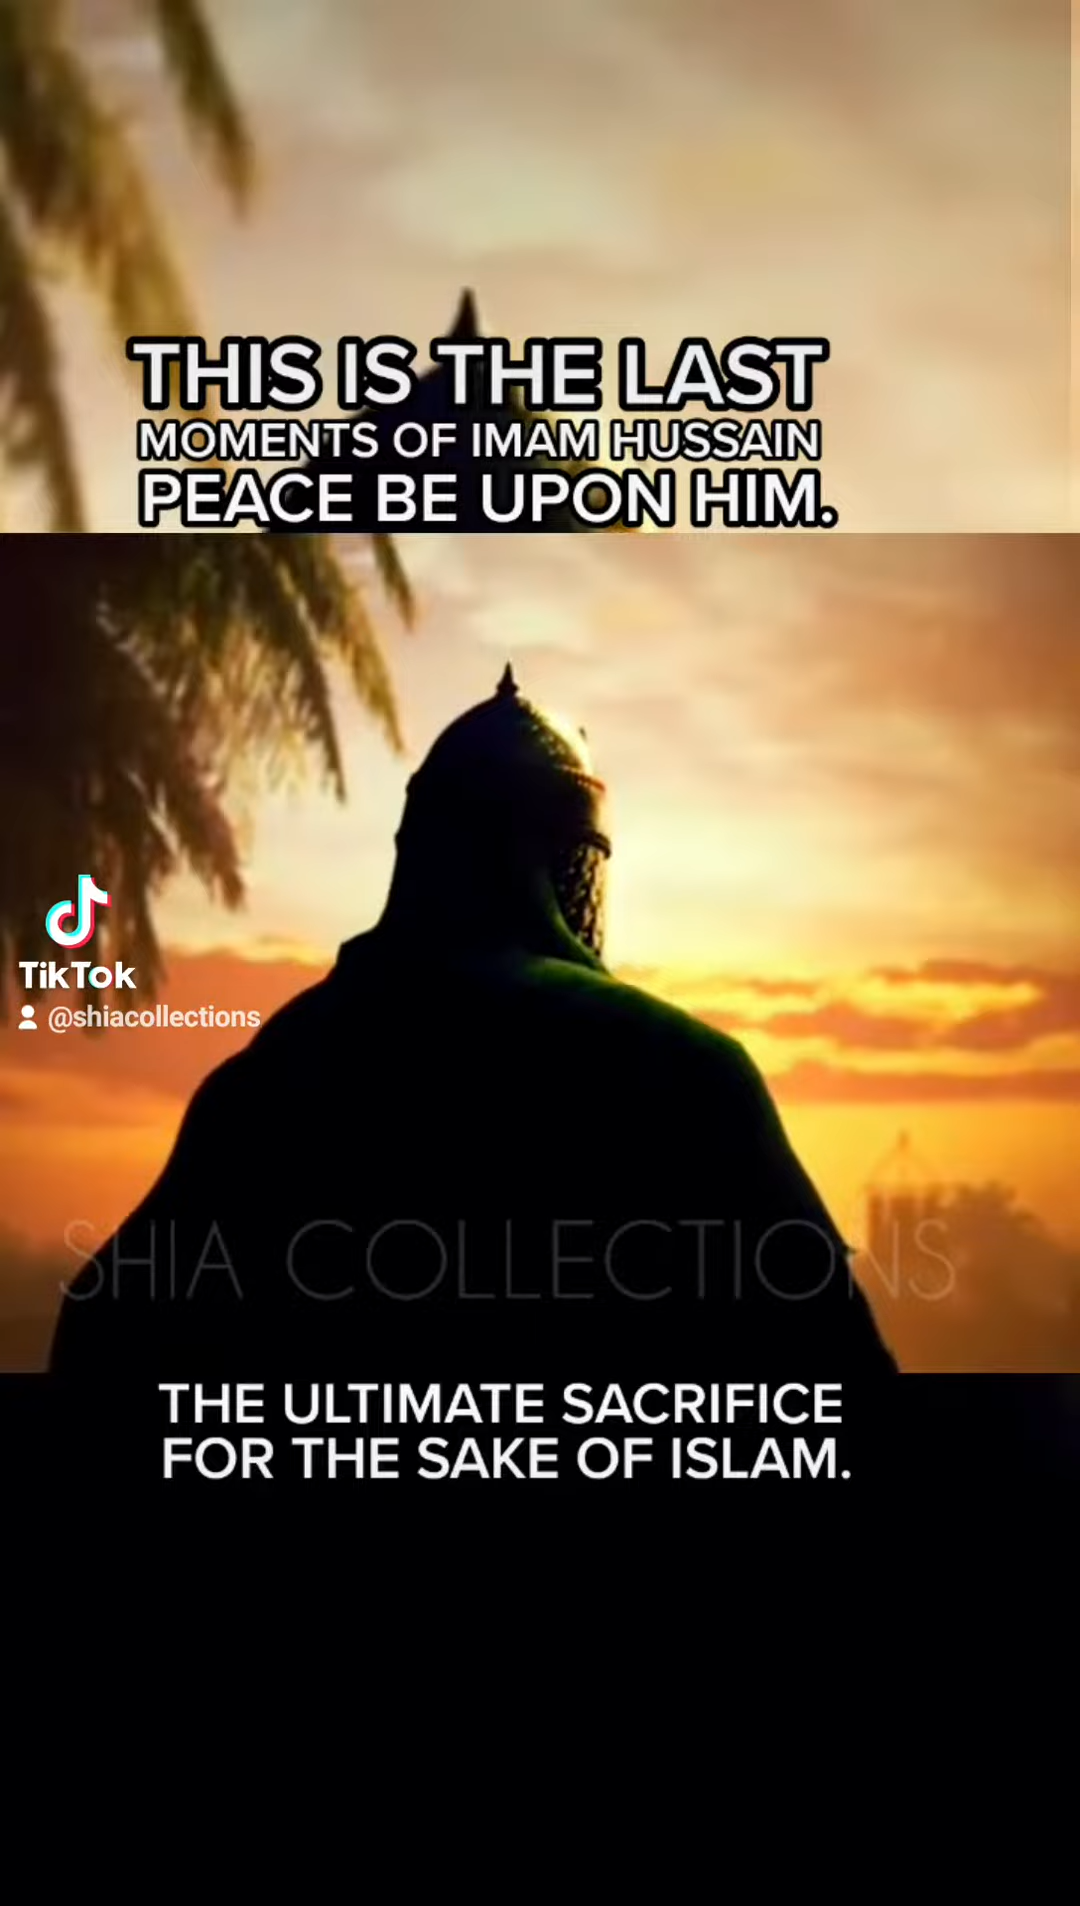 THIS IS THE LAST
MOMENTS OF IMAM HUSSAIN
PEACE BE UPON HIM.
TikTok
@shiacollections
SHIA COLLECTIONS
THE ULTIMATE SACRIFICE
FOR THE SAKE OF ISLAM.